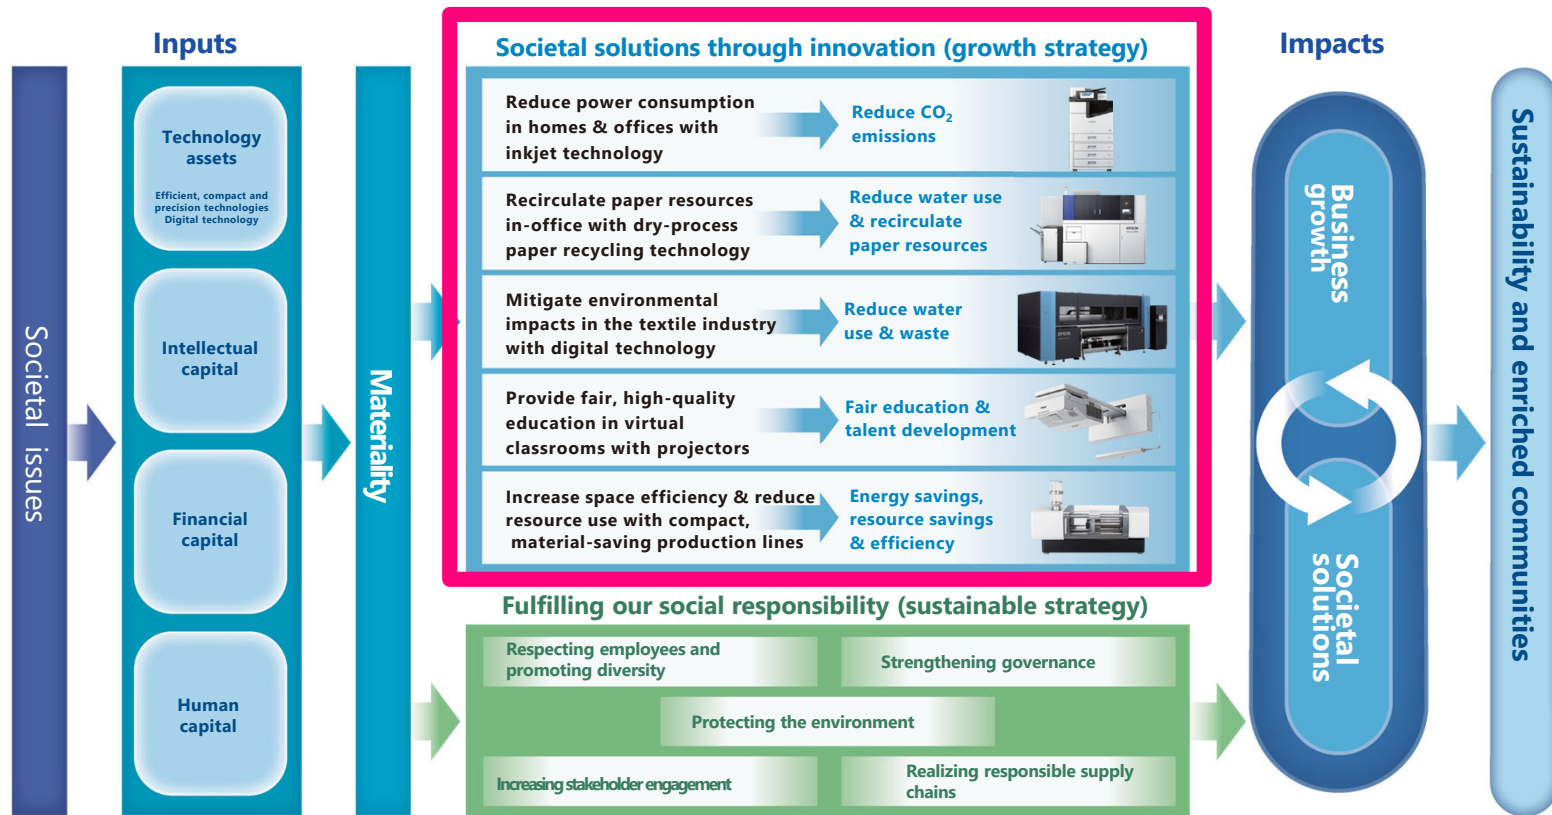 Societal issues
Inputs
Technology
assets
Efficient, compact and
precision technologies
Digital technology
Intellectual
capital
Financial
capital
Human
capital
Materiality
Societal solutions through innovation (growth strategy)
Reduce power consumption
in homes & offices with
inkjet technology
Reduce CO₂
emissions
Recirculate paper resources
in-office with dry-process
paper recycling technology
Reduce water use
& recirculate
paper resources
EPSON
Mitigate environmental
impacts in the textile industry
with digital technology
Reduce water
use & waste
EPSON
Provide fair, high-quality
education in virtual
classrooms with projectors
Fair education &
talent development
Increase space efficiency & reduce
resource use with compact,
material-saving production lines
Energy savings,
resource savings
& efficiency
Fulfilling our social responsibility (sustainable strategy)
Respecting employees and
promoting diversity
Strengthening governance
Protecting the environment
Increasing stakeholder engagement
Realizing responsible supply
chains
Impacts
Business
growth
Societal
solutions
Sustainability and enriched communities